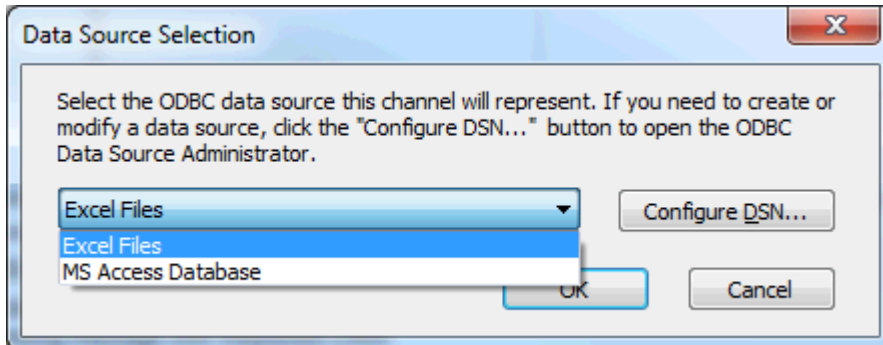 Data Source Selection
Select the ODBC data source this channel will represent. If you need to create or
modify a data source, click the "Configure DSN..." button to open the ODBC
Data Source Administrator.
Excel Files
Configure DSN...
Excel Files
MS Access Database
OK
Cancel